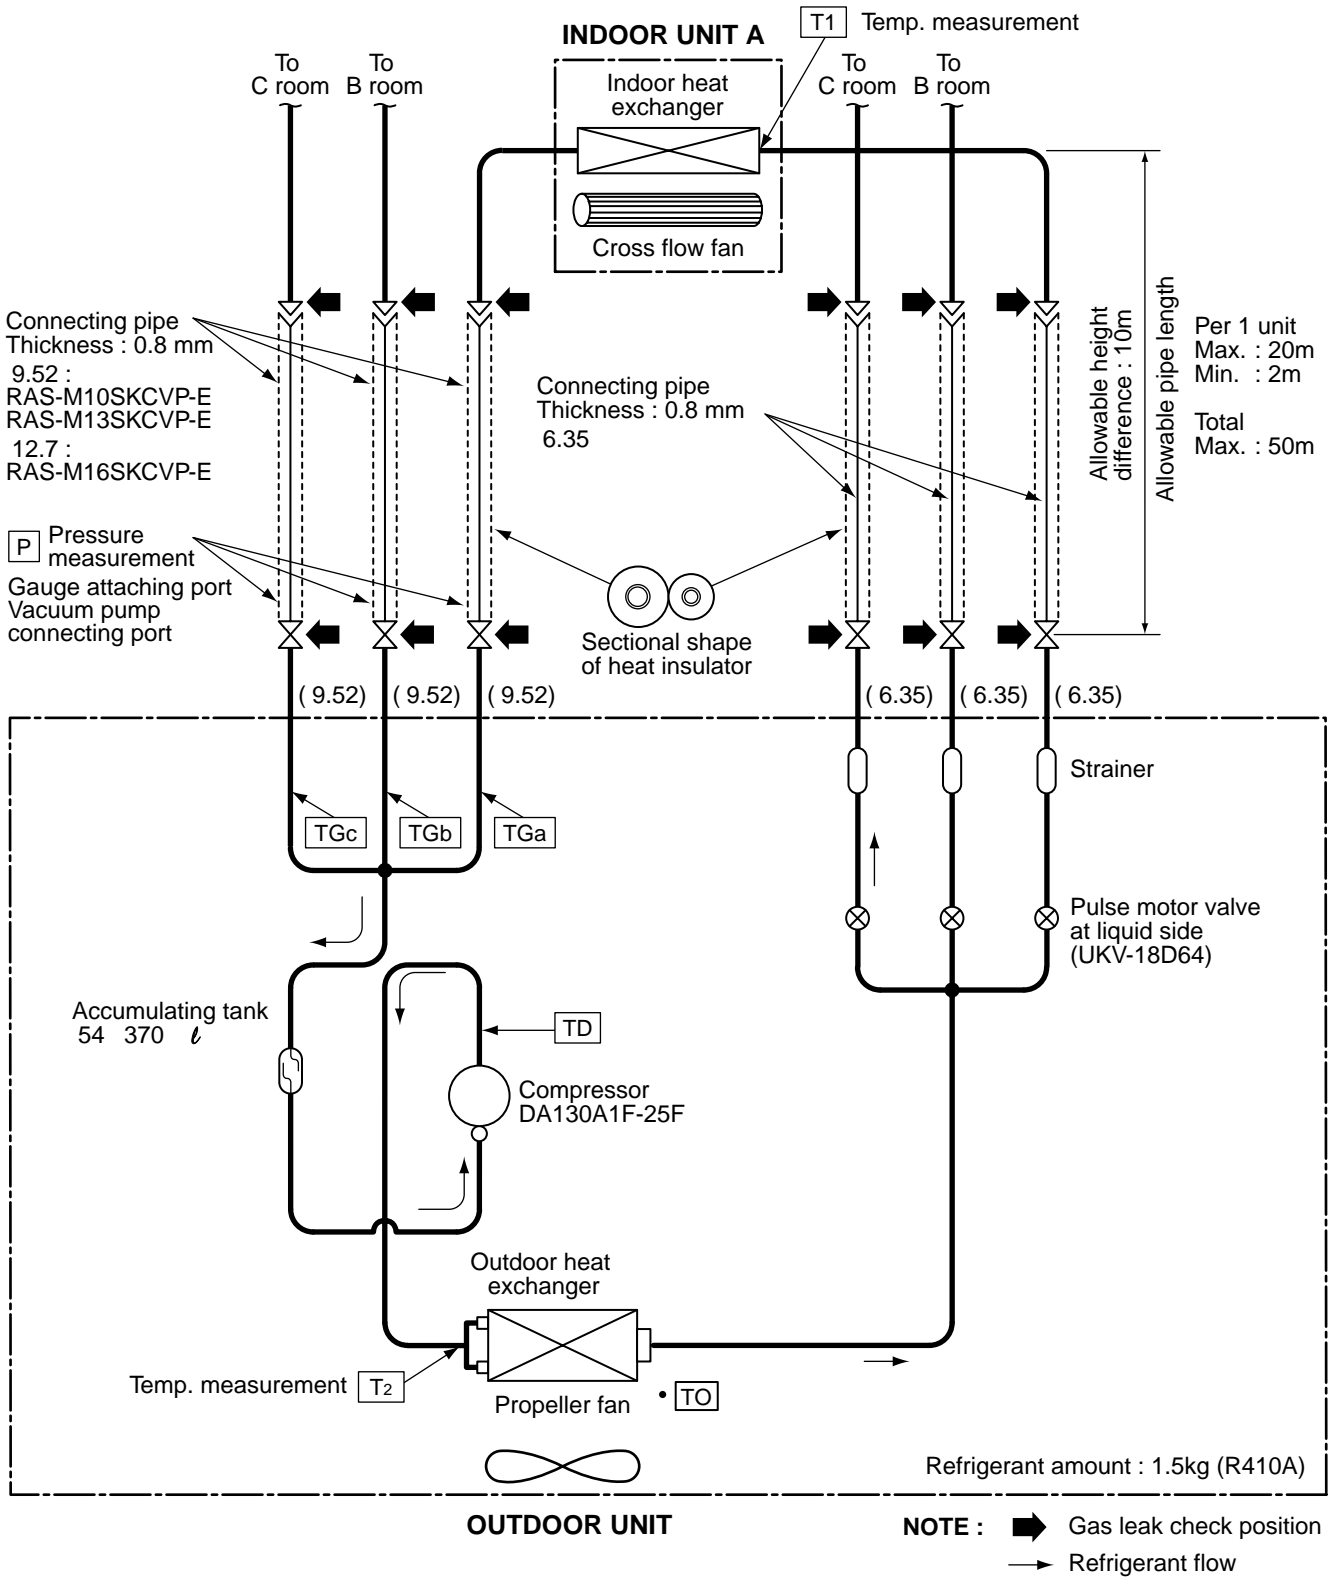 T1 Temp. measurement
INDOOR UNIT A
To
C room
To
B room
Indoor heat
exchanger
To
C room
To
B room
Cross flow fan
Connecting pipe
Thickness : 0.8 mm
9.52 :
RAS-M10SKCVP-E
RAS-M13SKCVP-E
12.7 :
RAS-M16SKCVP-E
Connecting pipe
Thickness : 0.8 mm
6.35
Allowable height
difference : 10m
Allowable pipe length
Per 1 unit
Max. : 20m
Min. : 2m
Total
Max. : 50m
P Pressure
measurement
Gauge attaching port
Vacuum pump
connecting port
Sectional shape
of heat insulator
( 9.52) ( 9.52) ( 9.52) ( 6.35) ( 6.35) ( 6.35)
Strainer
TGc TGb TGa
Pulse motor valve
at liquid side
(UKV-18D64)
Accumulating tank
54 370 ℓ
TD
Compressor
DA130A1F-25F
Outdoor heat
exchanger
Temp. measurement T2
Propeller fan • TO
Refrigerant amount : 1.5kg (R410A)
OUTDOOR UNIT
NOTE : Gas leak check position
Refrigerant flow